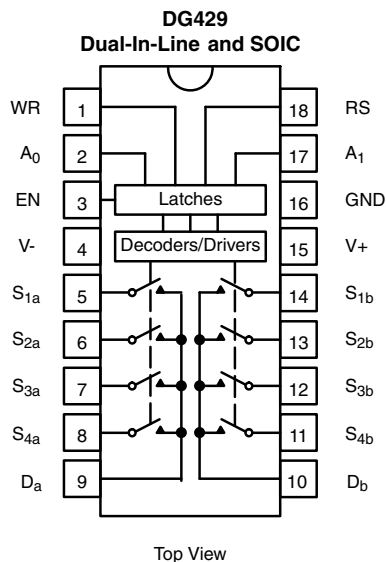 DG429
Dual-In-Line and SOIC
WR 1 18 RS
A0 2 17 A1
EN 3 Latches 16 GND
V- 4 Decoders/Drivers 15 V+
S1a 5 14 S1b
S2a 6 13 S2b
S3a 7 12 S3b
S4a 8 11 S4b
Da 9 10 Db
Top View